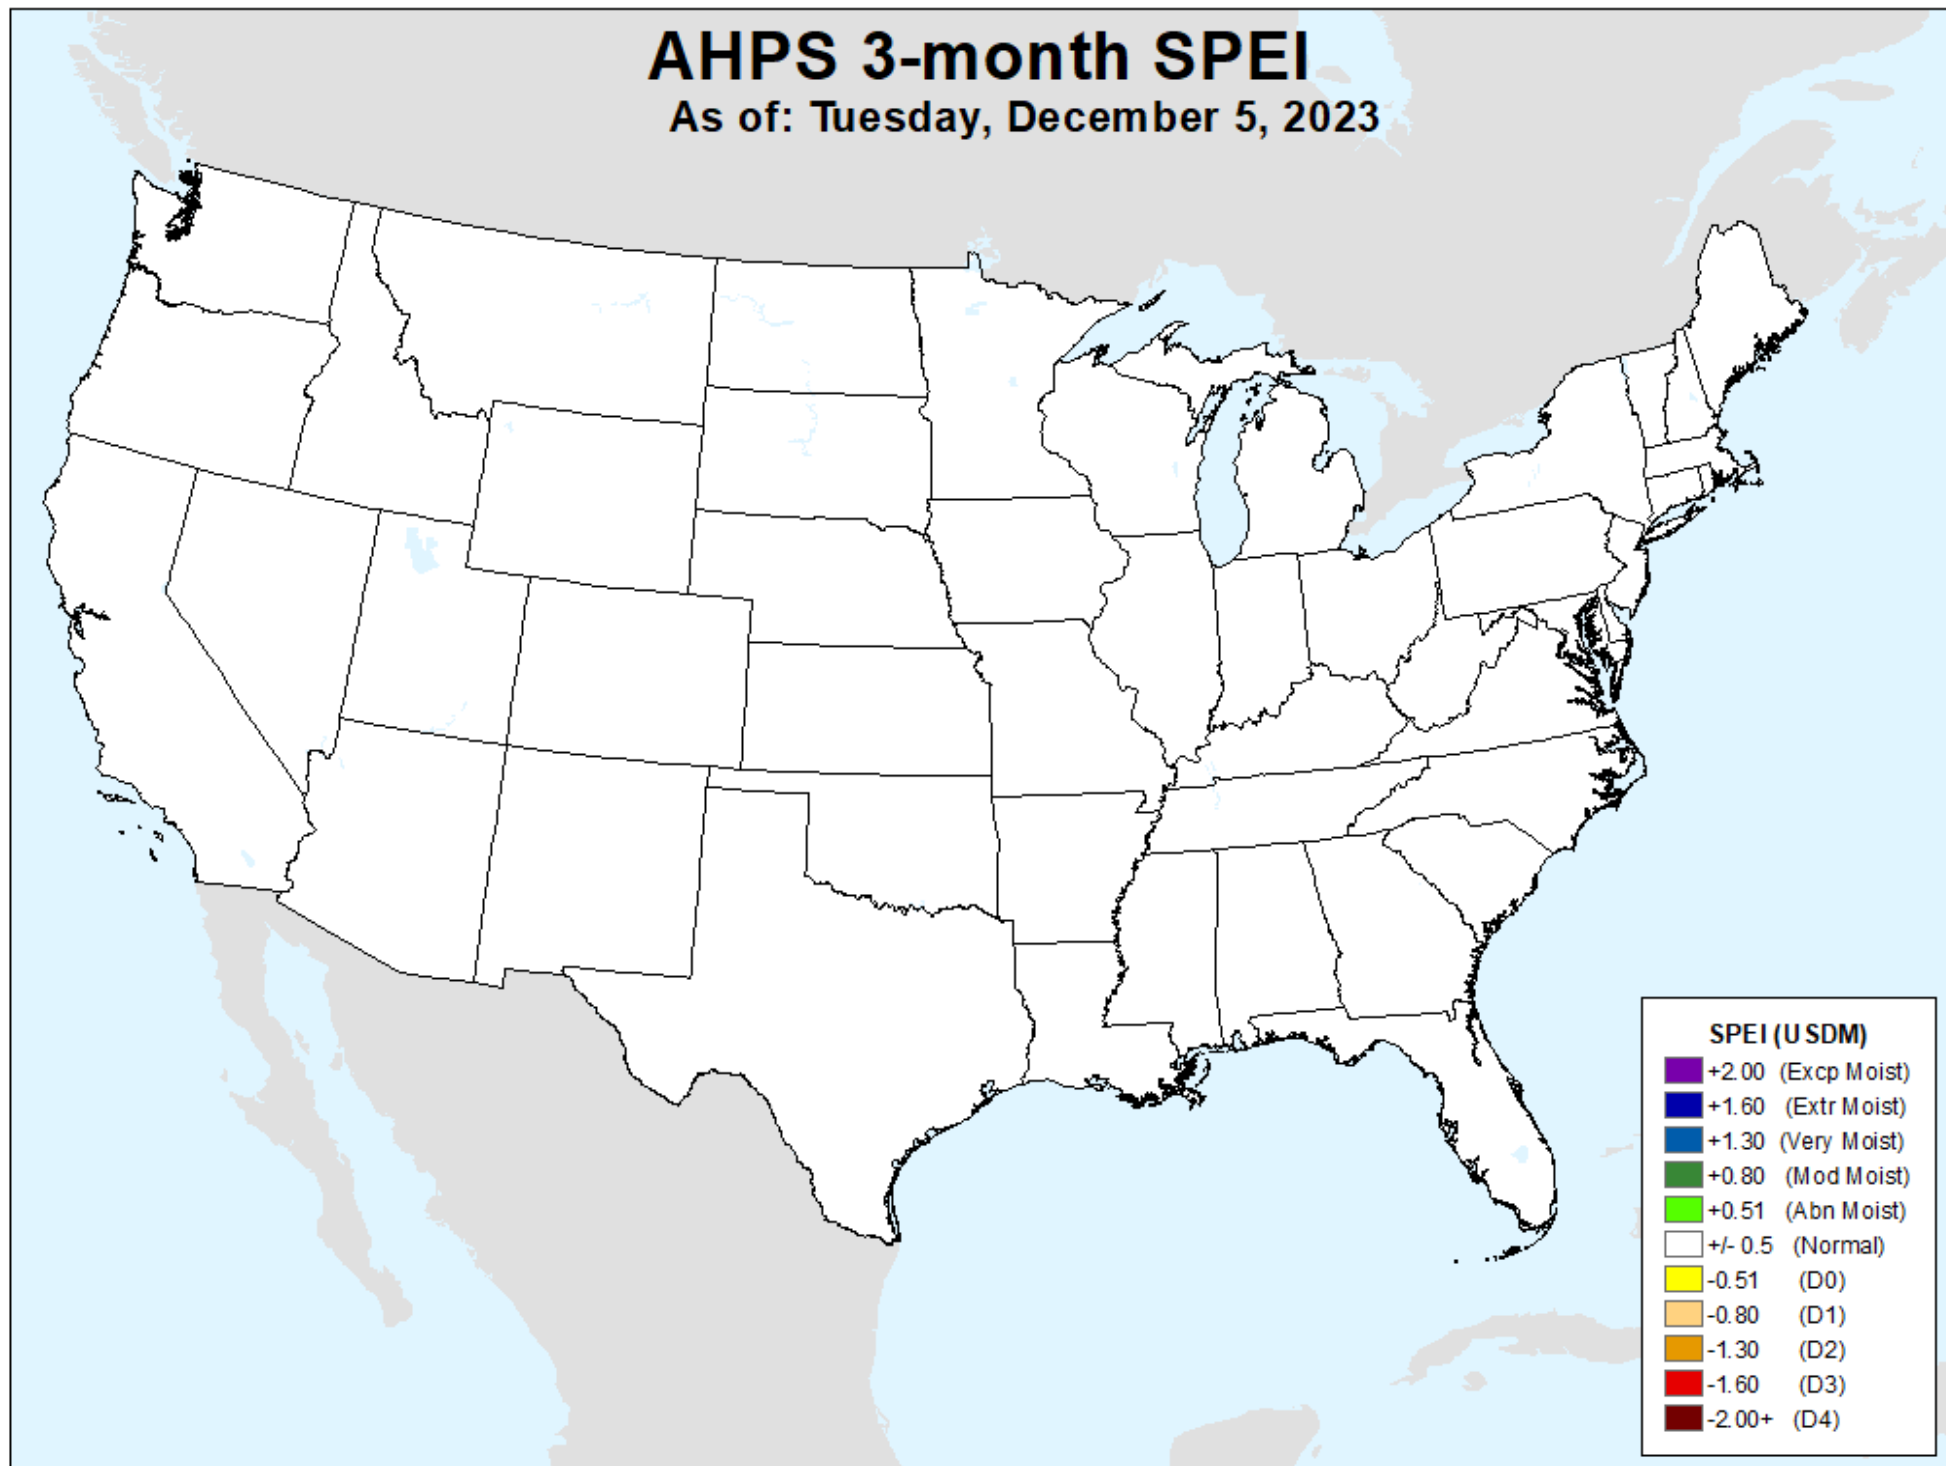 AHPS 3-month SPEI
As of: Tuesday, December 5, 2023
SPEI (USDM)
+2.00 (Excp Moist)
+1.60 (Extr Moist)
+1.30 (Very Moist)
+0.80 (Mod Moist)
+0.51 (Abn Moist)
+/- 0.5 (Normal)
-0.51 (D0)
-0.80 (D1)
-1.30 (D2)
-1.60 (D3)
-2.00+ (D4)